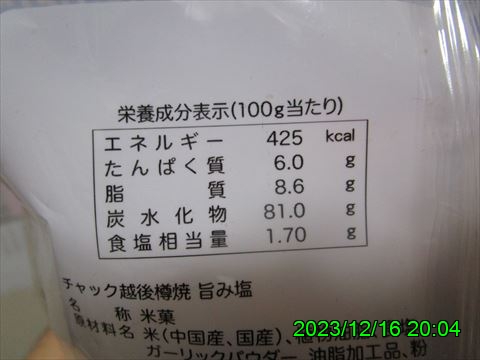 栄養成分表示(100g当たり)
エネルギー 425 kcal
たんぱく質 6.0 g
脂質 8.6 g
炭水化物 81.0 g
食塩相当量 1.70 g
チャック越後樽焼 旨み塩
名称 米菓
原材料名 米(中国産、国産)、植物油脂
ガーリックパウダー、油脂加工品、粉
2023/12/16 20:04